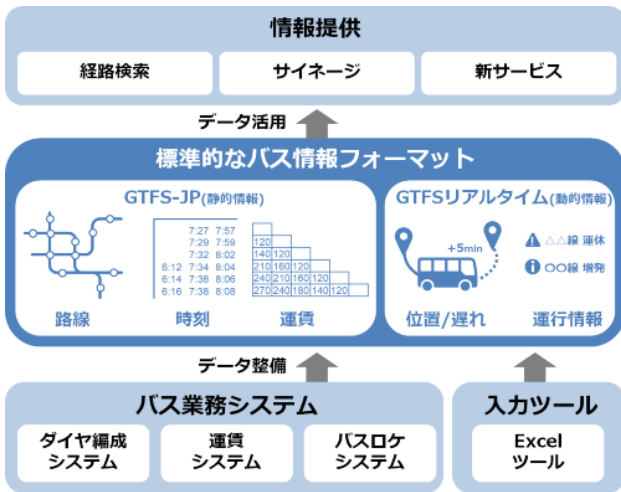 情報提供
経路検索
サイネージ
新サービス
データ活用
標準的なバス情報フォーマット
GTFS-JP(静的情報)
7:27 7:57
7:29 7:59
7:32 8:02
6:12 7:34 8:04
6:14 7:36 8:06
6:16 7:38 8:08
120
140 120
210 160 120
240 210 160 120
270 240 180 140 120
路線
時刻
運賃
GTFSリアルタイム(動的情報)
+5min
△△線 運休
○○線 増発
位置/遅れ
運行情報
データ整備
バス業務システム
ダイヤ編成
システム
運賃
システム
バスロケ
システム
入力ツール
Excel
ツール